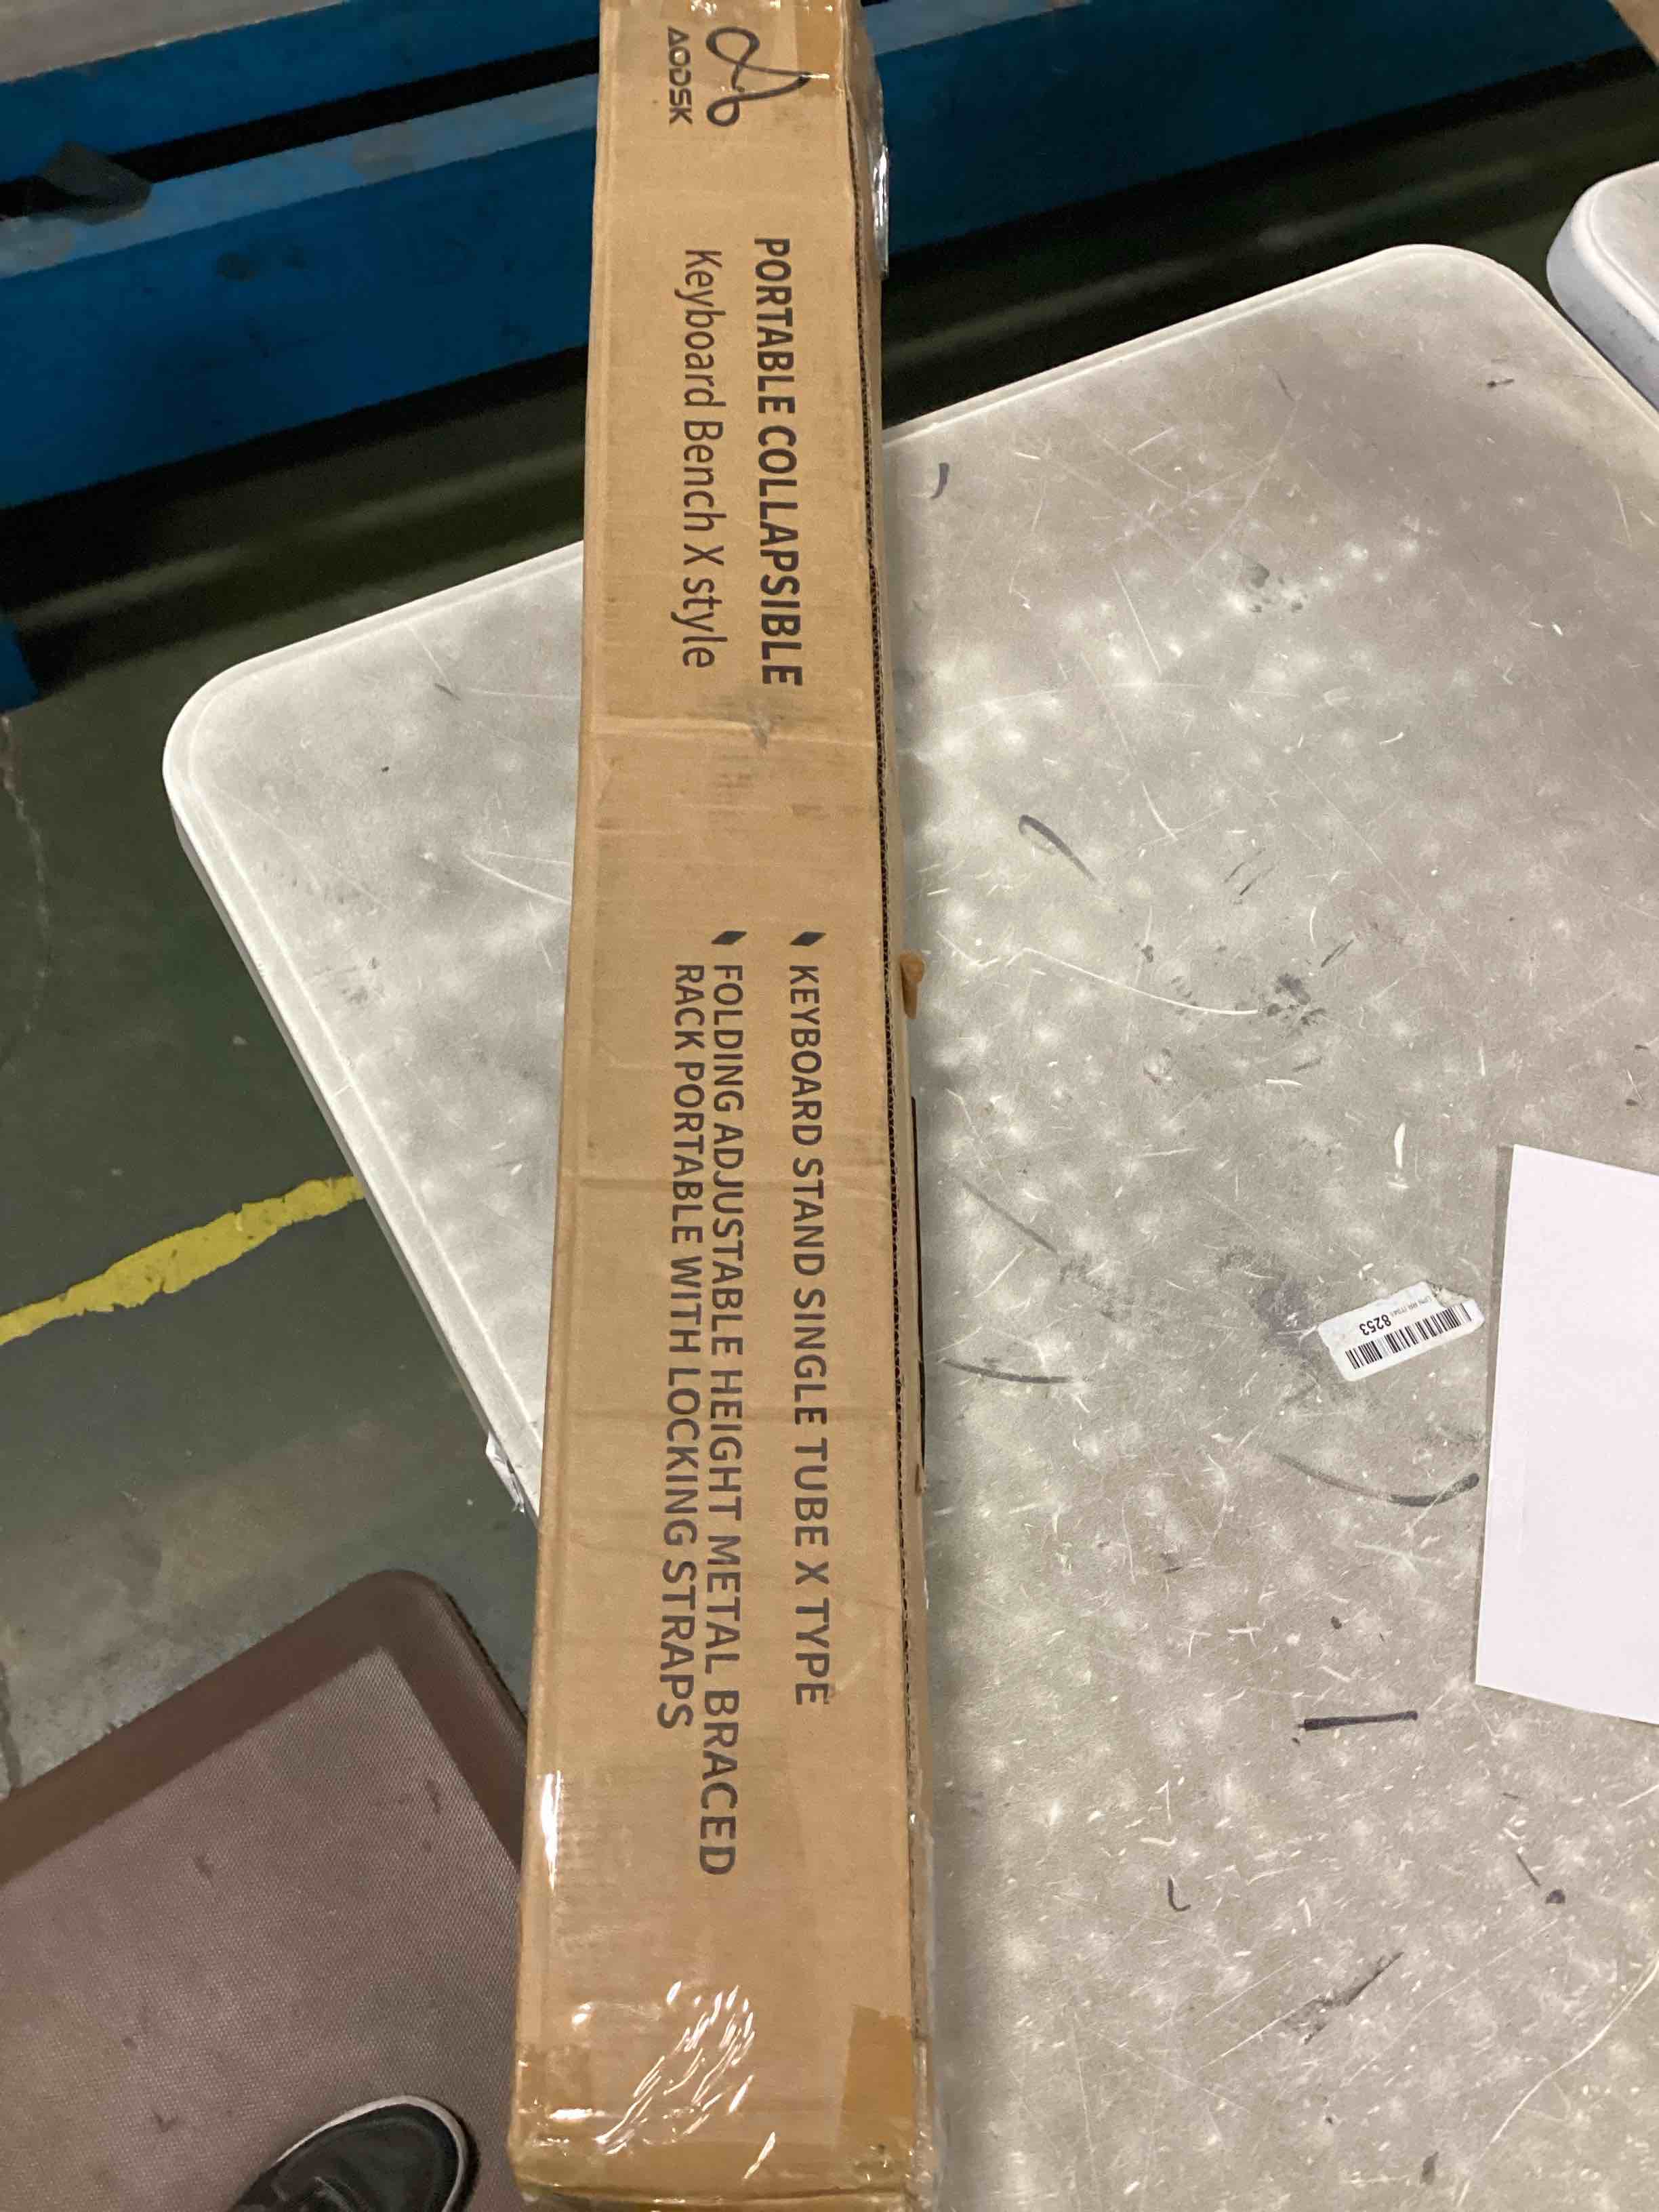 AODSK
PORTABLE COLLAPSIBLE
Keyboard Bench X style
KEYBOARD STAND SINGLE TUBE X TYPE
FOLDING ADJUSTABLE HEIGHT METAL BRACED
RACK PORTABLE WITH LOCKING STRAPS
8253